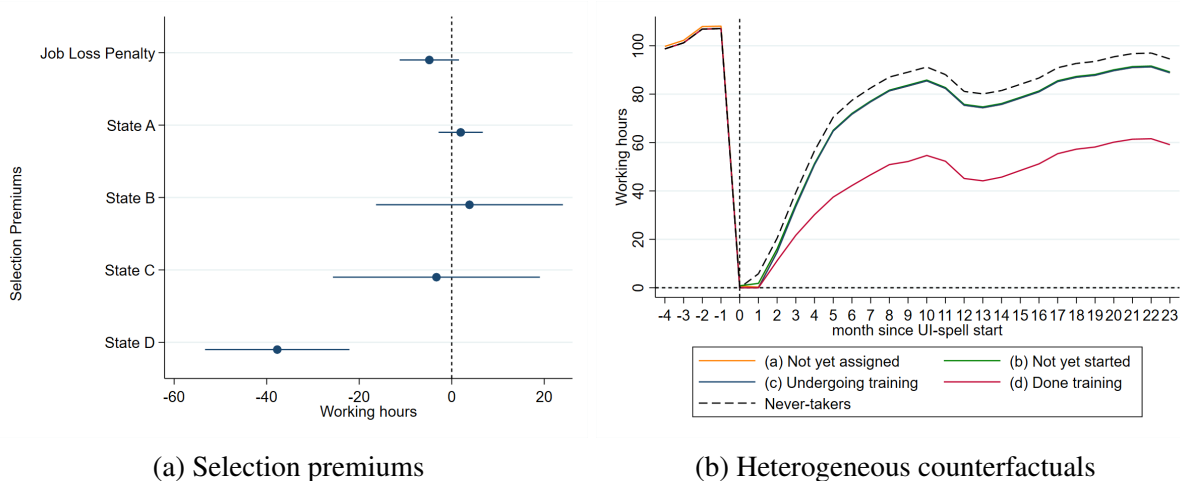 Selection Premiums
Job Loss Penalty
State A
State B
State C
State D
-60 -40 -20 0 20
Working hours
(a) Selection premiums
Working hours
100
80
60
40
20
0
-4 -3 -2 -1 0 1 2 3 4 5 6 7 8 9 10 11 12 13 14 15 16 17 18 19 20 21 22 23
month since UI-spell start
(a) Not yet assigned (b) Not yet started
(c) Undergoing training (d) Done training
Never-takers
(b) Heterogeneous counterfactuals